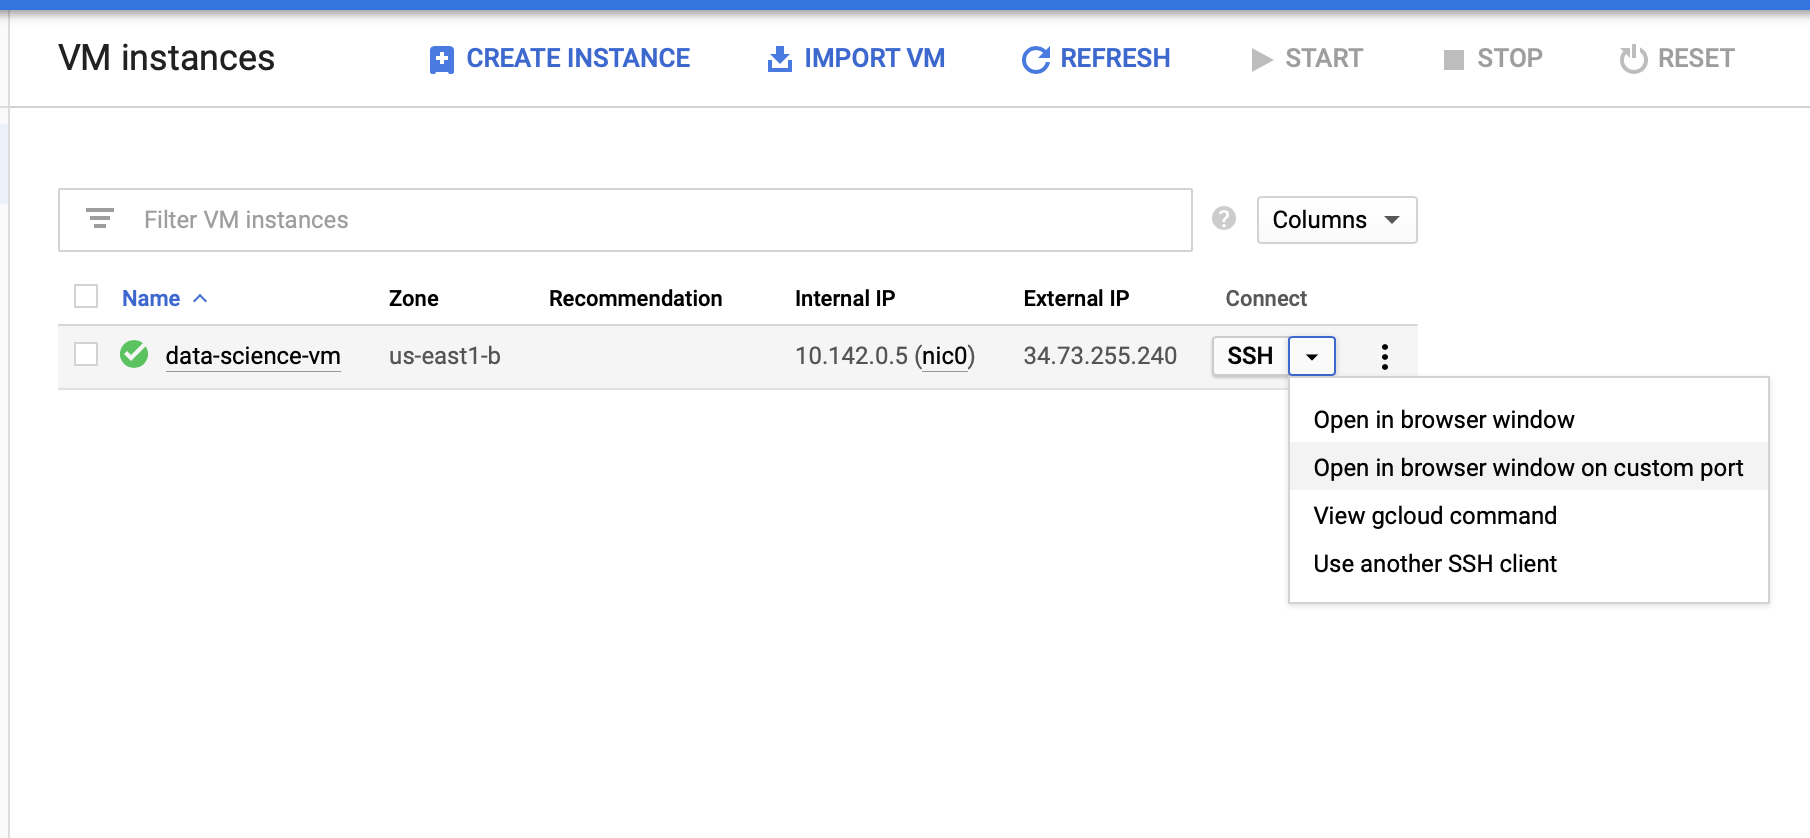 VM instances CREATE INSTANCE IMPORT VM REFRESH START STOP RESET
Filter VM instances ? Columns
Name Zone Recommendation Internal IP External IP Connect
data-science-vm us-east1-b 10.142.0.5 (nic0) 34.73.255.240 SSH
Open in browser window
Open in browser window on custom port
View gcloud command
Use another SSH client